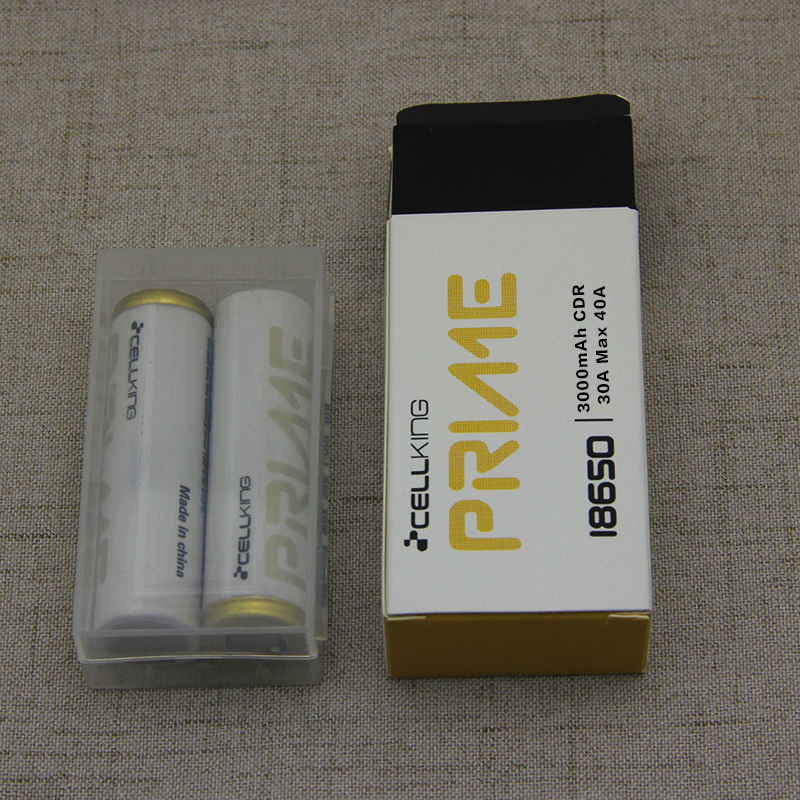 CELLKING
Made in china
CELLKING
PRIME
CELLKING
PRIME
18650
3000mAh CDR
30A Max 40A